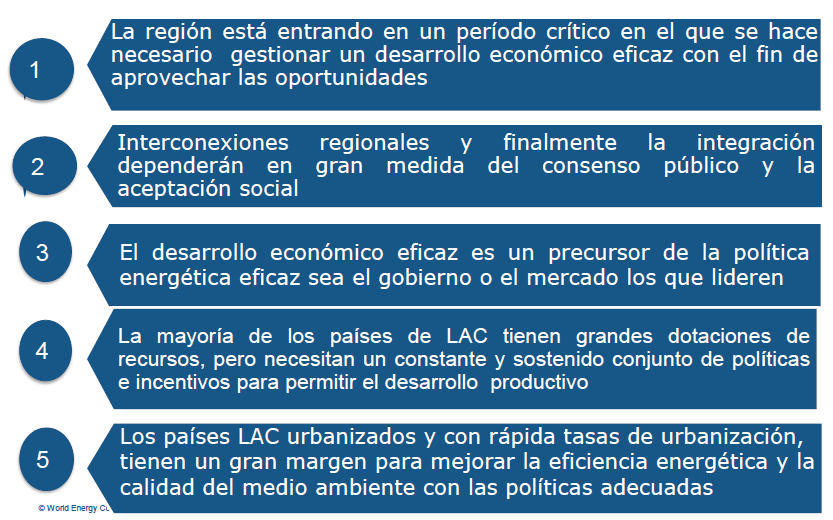 1
La región está entrando en un período crítico en el que se hace
necesario gestionar un desarrollo económico eficaz con el fin de
aprovechar las oportunidades
2
Interconexiones regionales y finalmente la integración
dependerán en gran medida del consenso público y la
aceptación social
3
El desarrollo económico eficaz es un precursor de la política
energética eficaz sea el gobierno o el mercado los que lideren
4
La mayoría de los países de LAC tienen grandes dotaciones de
recursos, pero necesitan un constante y sostenido conjunto de políticas
e incentivos para permitir el desarrollo productivo
5
Los países LAC urbanizados y con rápida tasas de urbanización,
tienen un gran margen para mejorar la eficiencia energética y la
calidad del medio ambiente con las políticas adecuadas
© World Energy